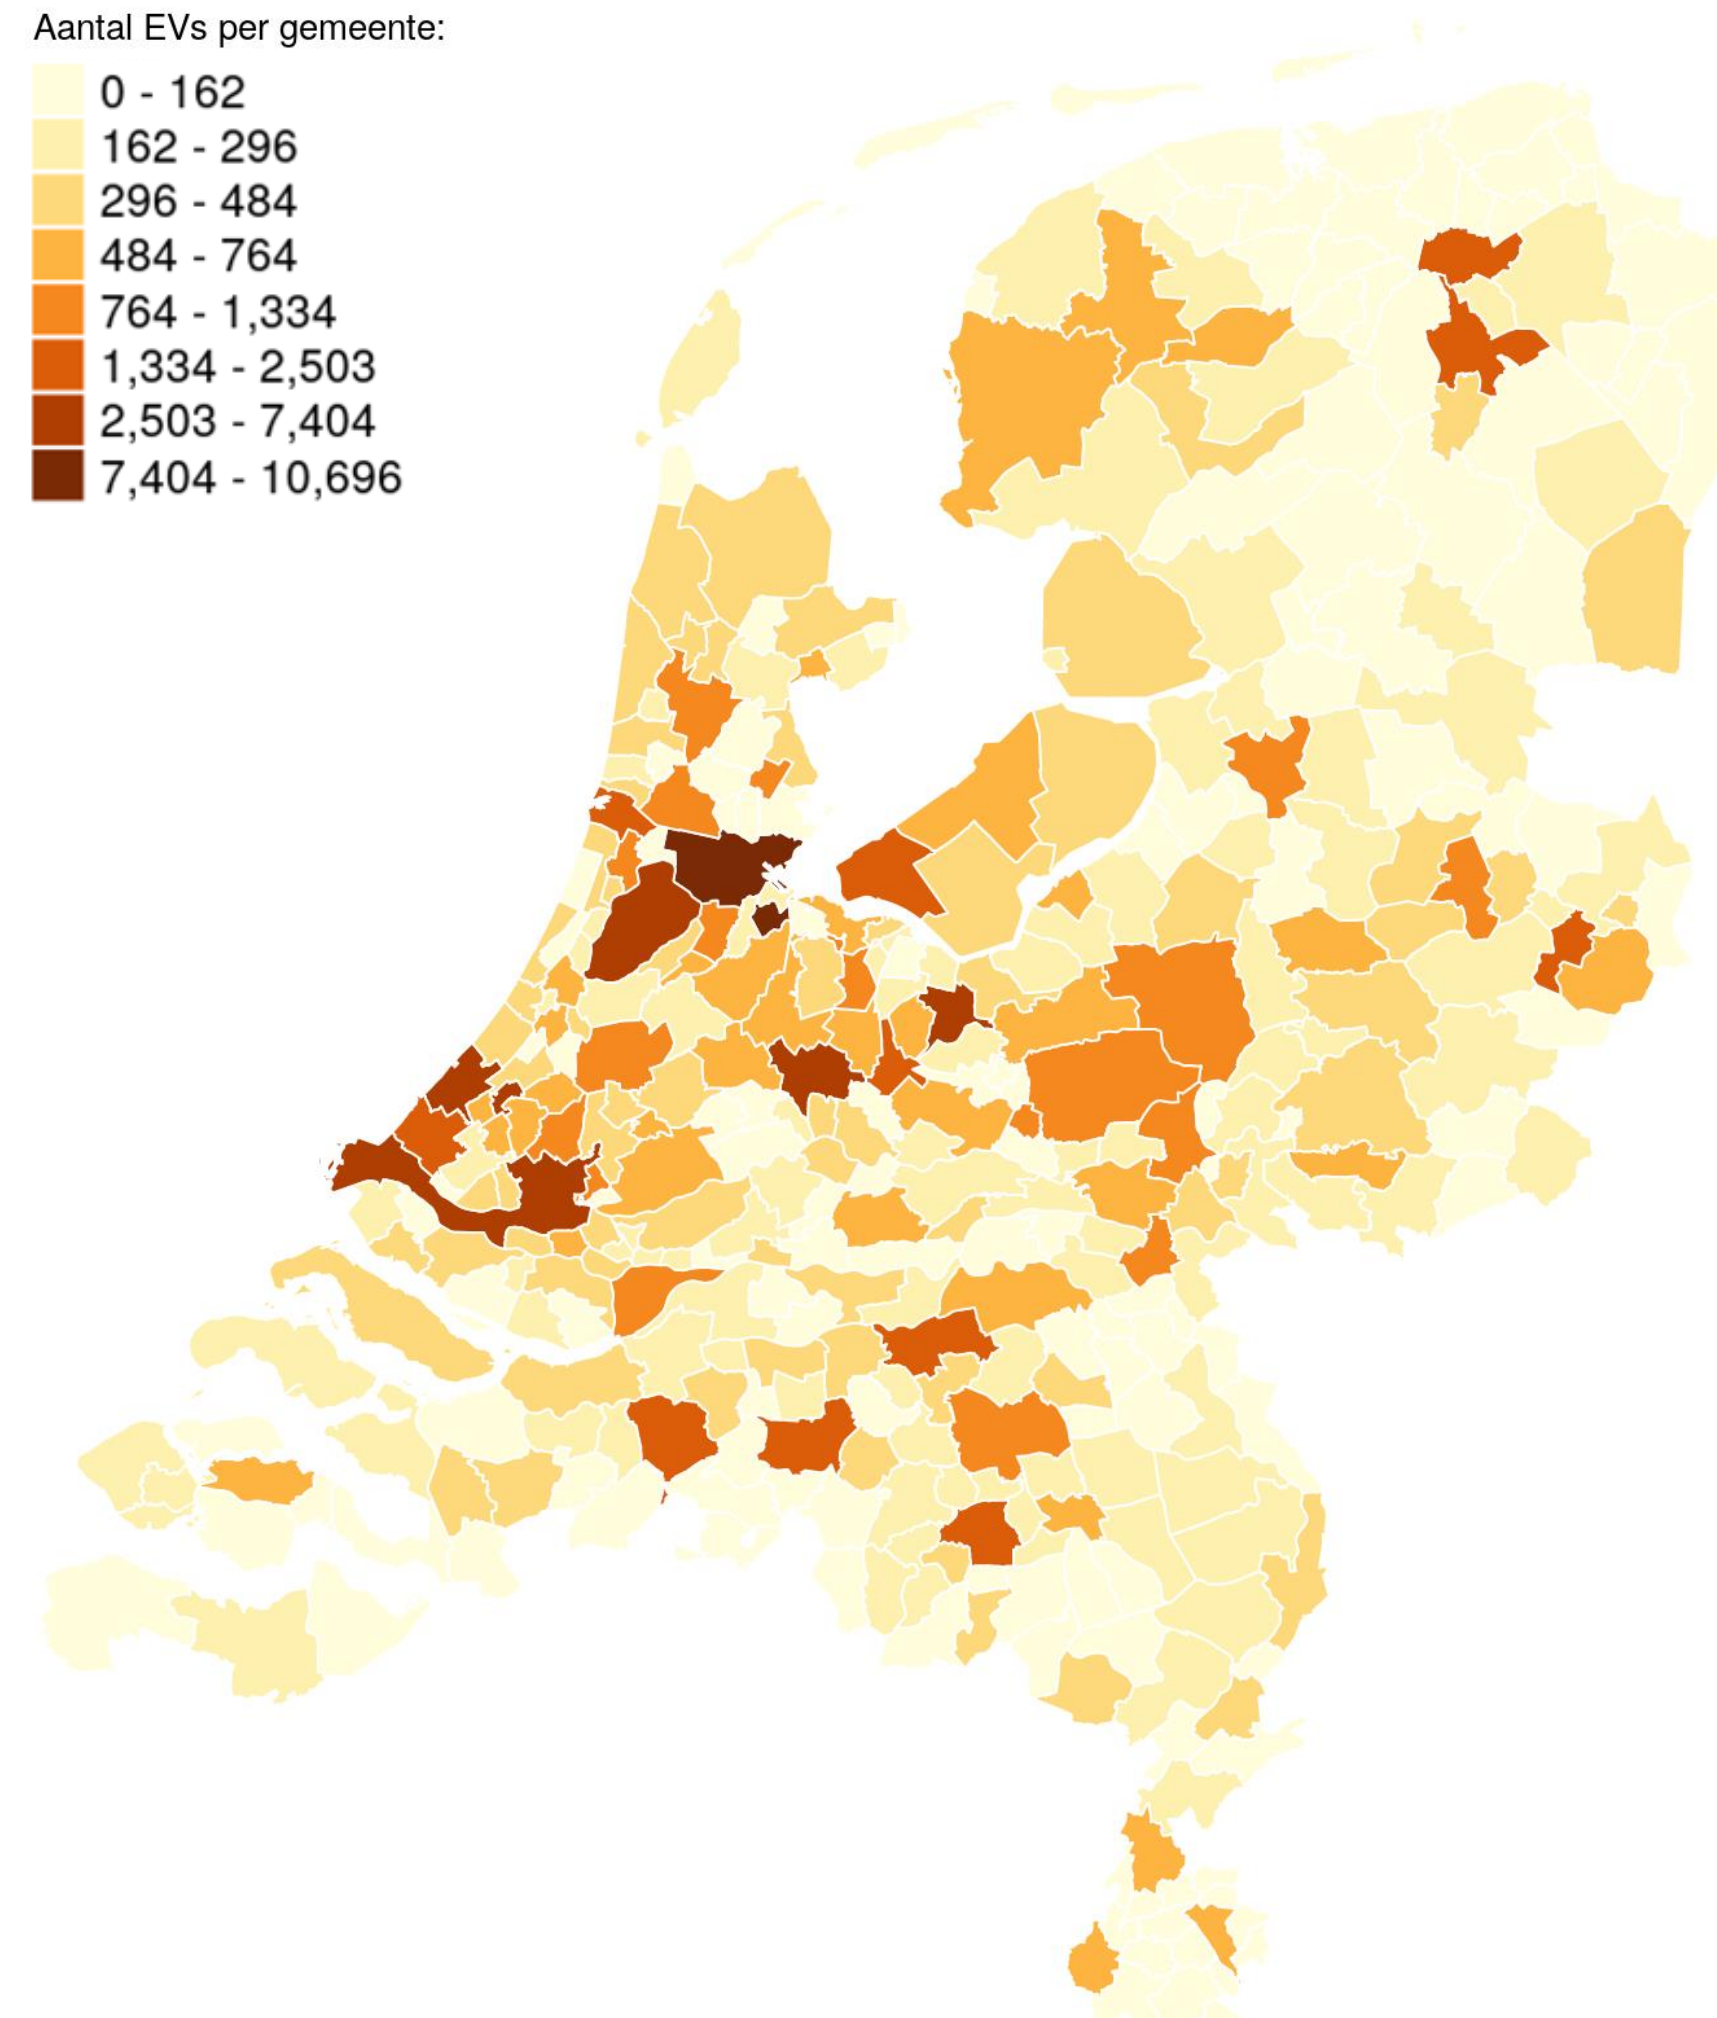 Aantal EVs per gemeente:
0 - 162
162 - 296
296 - 484
484 - 764
764 - 1,334
1,334 - 2,503
2,503 - 7,404
7,404 - 10,696